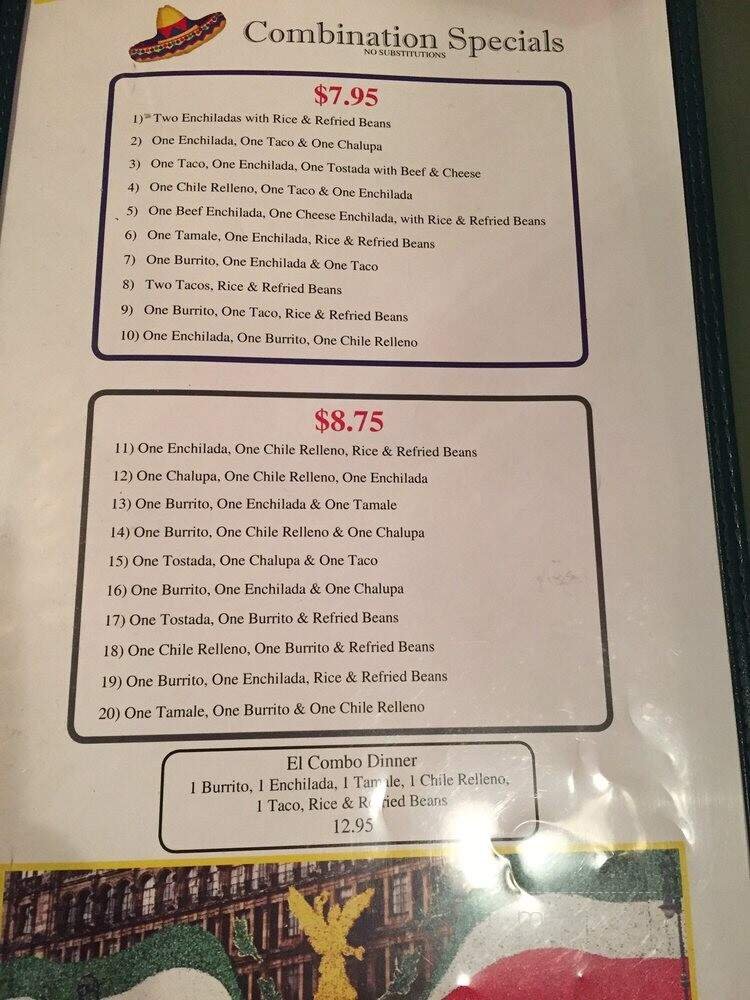 Combination Specials
NO SUBSTITUTIONS
$7.95
1) Two Enchiladas with Rice & Refried Beans
2) One Enchilada, One Taco & One Chalupa
3) One Taco, One Enchilada, One Tostada with Beef & Cheese
4) One Chile Relleno, One Taco & One Enchilada
5) One Beef Enchilada, One Cheese Enchilada, with Rice & Refried Beans
6) One Tamale, One Enchilada, Rice & Refried Beans
7) One Burrito, One Enchilada & One Taco
8) Two Tacos, Rice & Refried Beans
9) One Burrito, One Taco, Rice & Refried Beans
10) One Enchilada, One Burrito, One Chile Relleno
$8.75
11) One Enchilada, One Chile Relleno, Rice & Refried Beans
12) One Chalupa, One Chile Relleno, One Enchilada
13) One Burrito, One Enchilada & One Tamale
14) One Burrito, One Chile Relleno & One Chalupa
15) One Tostada, One Chalupa & One Taco
16) One Burrito, One Enchilada & One Chalupa
17) One Tostada, One Burrito & Refried Beans
18) One Chile Relleno, One Burrito & Refried Beans
19) One Burrito, One Enchilada, Rice & Refried Beans
20) One Tamale, One Burrito & One Chile Relleno
El Combo Dinner
1 Burrito, 1 Enchilada, 1 Tamale, 1 Chile Relleno,
1 Taco, Rice & Refried Beans
12.95